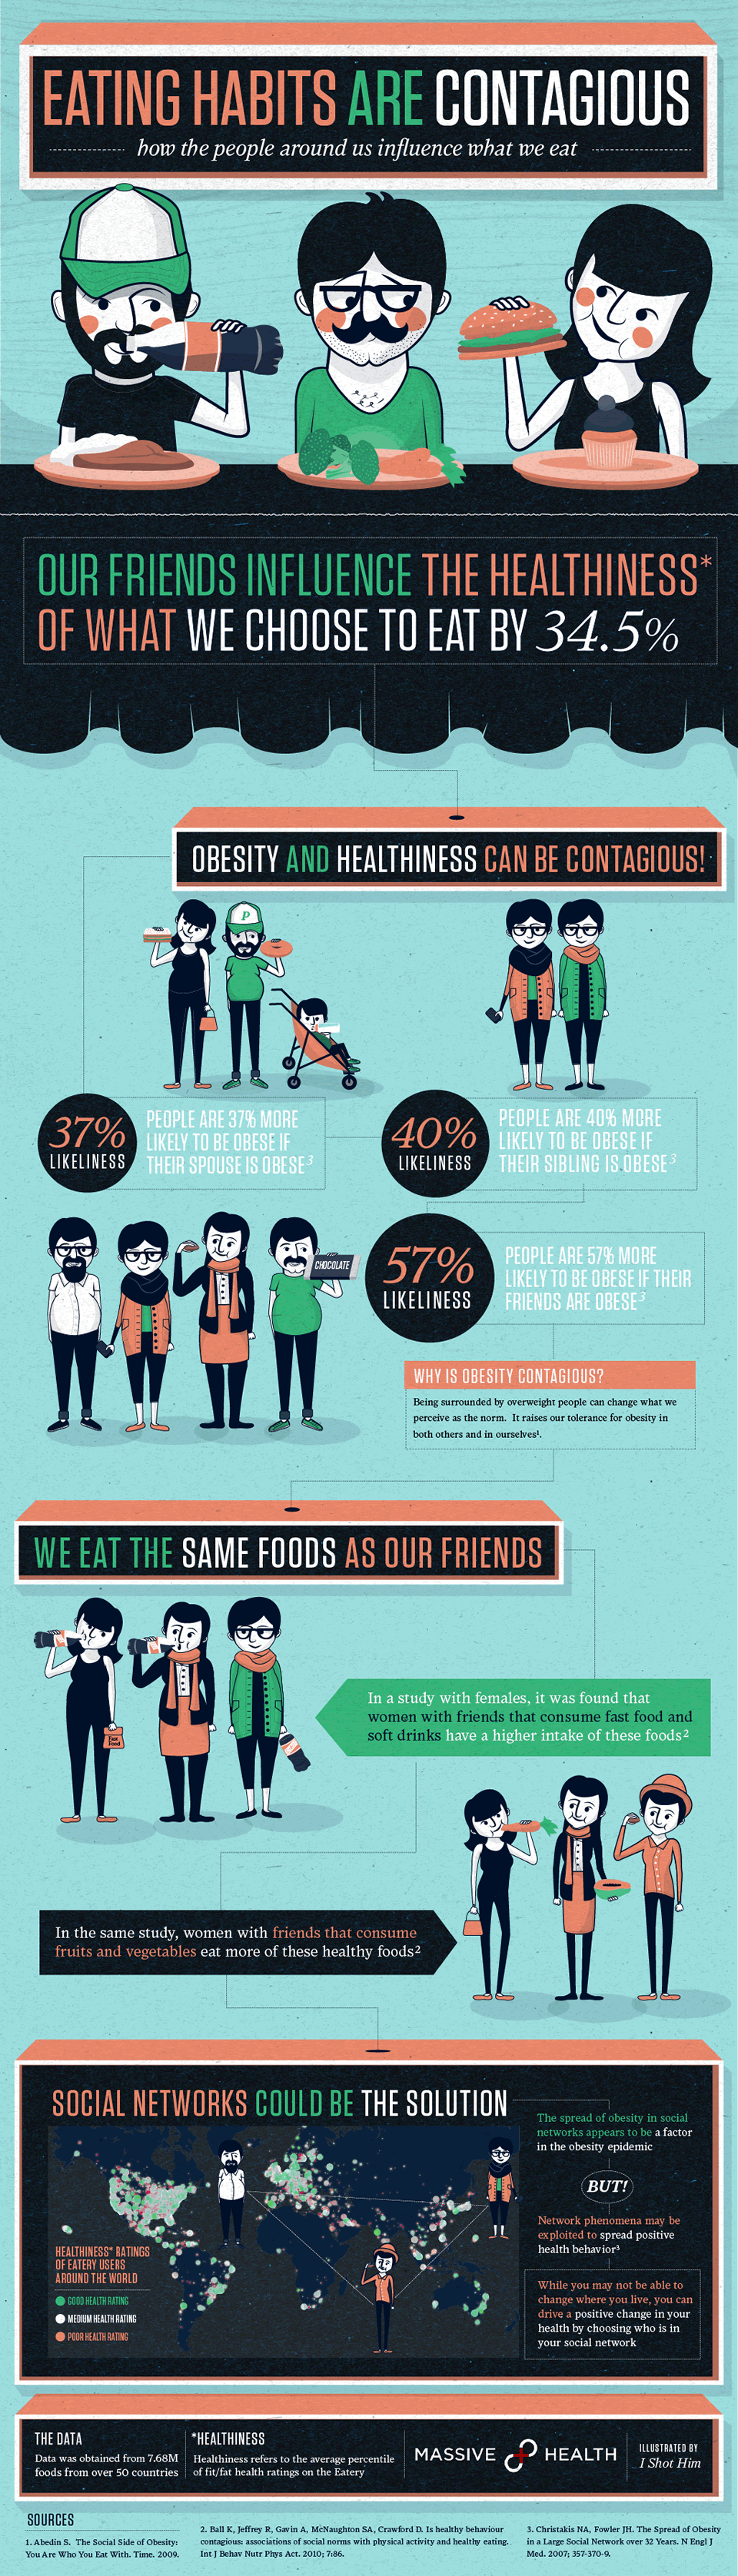 EATING HABITS ARE CONTAGIOUS
how the people around us influence what we eat
OUR FRIENDS INFLUENCE THE HEALTHINESS*
OF WHAT WE CHOOSE TO EAT BY 34.5%
OBESITY AND HEALTHINESS CAN BE CONTAGIOUS!
P
37%
LIKELINESS
PEOPLE ARE 37% MORE
LIKELY TO BE OBESE IF
THEIR SPOUSE IS OBESE³
40%
LIKELINESS
PEOPLE ARE 40% MORE
LIKELY TO BE OBESE IF
THEIR SIBLING IS OBESE³
CHOCOLATE
57%
LIKELINESS
PEOPLE ARE 57% MORE
LIKELY TO BE OBESE IF THEIR
FRIENDS ARE OBESE³
WHY IS OBESITY CONTAGIOUS?
Being surrounded by overweight people can change what we
perceive as the norm. It raises our tolerance for obesity in
both others and in ourselves¹.
WE EAT THE SAME FOODS AS OUR FRIENDS
Fast
Food
In a study with females, it was found that
women with friends that consume fast food and
soft drinks have a higher intake of these foods²
In the same study, women with friends that consume
fruits and vegetables eat more of these healthy foods²
SOCIAL NETWORKS COULD BE THE SOLUTION
HEALTHINESS* RATINGS
OF EATERY USERS
AROUND THE WORLD
GOOD HEALTH RATING
MEDIUM HEALTH RATING
POOR HEALTH RATING
The spread of obesity in social
networks appears to be a factor
in the obesity epidemic
BUT!
Network phenomena may be
exploited to spread positive
health behavior³
While you may not be able to
change where you live, you can
drive a positive change in your
health by choosing who is in
your social network
THE DATA
Data was obtained from 7.68M
foods from over 50 countries
*HEALTHINESS
Healthiness refers to the average percentile
of fit/fat health ratings on the Eatery
MASSIVE HEALTH
ILLUSTRATED BY
I Shot Him
SOURCES
1. Abedin S. The Social Side of Obesity:
You Are Who You Eat With. Time. 2009.
2. Ball K, Jeffrey R, Gavin A, McNaughton SA, Crawford D. Is healthy behaviour
contagious: associations of social norms with physical activity and healthy eating.
Int J Behav Nutr Phys Act. 2010; 7:86.
3. Christakis NA, Fowler JH. The Spread of Obesity
in a Large Social Network over 32 Years. N Engl J
Med. 2007; 357-370-9.